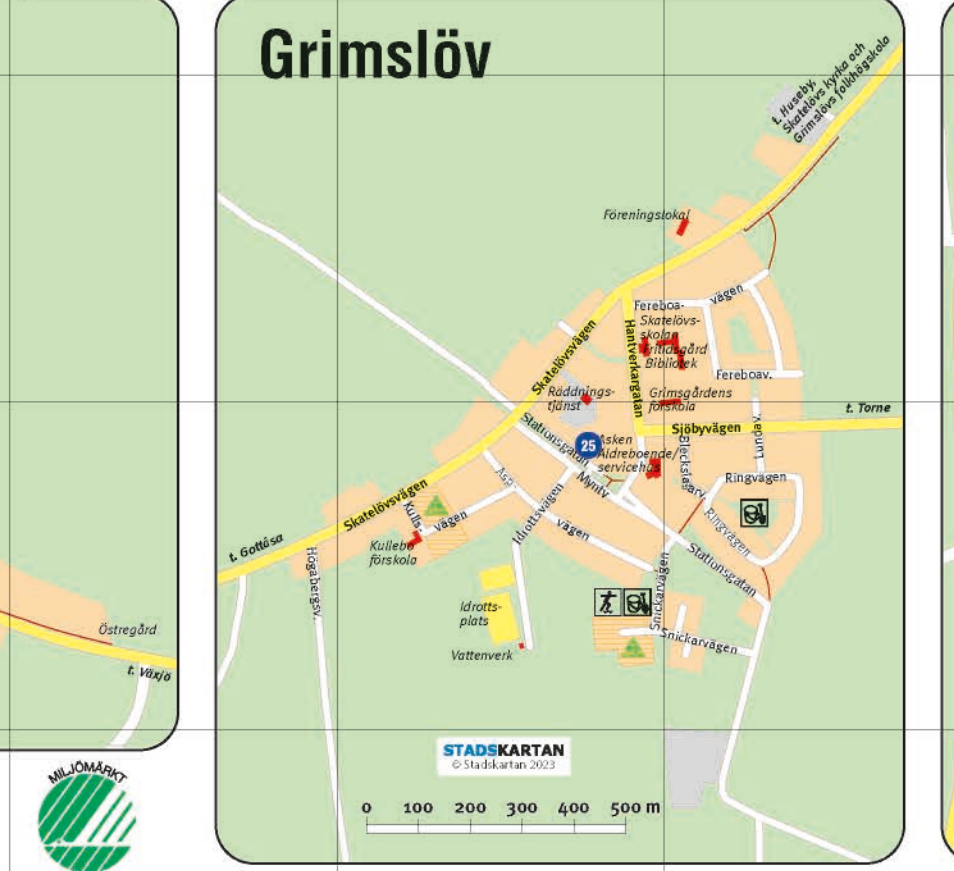 Grimslöv
t. Huseby,
Skatelövs kyrka och
Grimslövs folkhögskola
Föreningslokal
Fereboa-
vägen
Skatelövs-
skolan
Fritidsgård
Bibliotek
Hantverkargatan
Skatelövsvägen
Fereboav.
Räddnings-
tjänst
Grimsgårdens
förskola
t. Torne
Sjöbyvägen
Lundev.
Stationsgatan
25
Asken
Äldreboende/
servicehus
Myntv
Ringvägen
Asp-
vägen
Skatelövsvägen
Kulls-
vägen
Idrottsvägen
Ringvägen
Kullebo
förskola
t. Gottåsa
Högabergsv.
Stationsgatan
Snickarvägen
Idrotts-
plats
Snickarvägen
Vattenverk
Östregård
t. Växjö
STADSKARTAN
© Stadskartan 2023
MILJÖMÄRKT
0 100 200 300 400 500 m